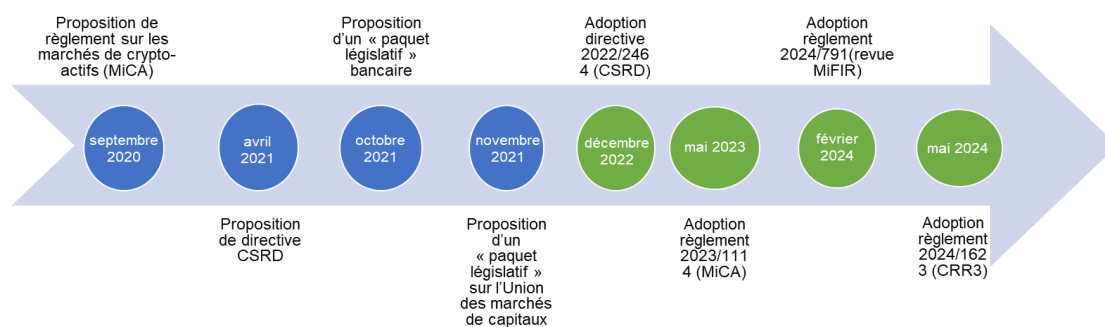 Proposition de
règlement sur les
marchés de crypto-
actifs (MiCA)
septembre
2020
avril
2021
Proposition
de directive
CSRD
Proposition
d'un « paquet
législatif »
bancaire
octobre
2021
novembre
2021
Proposition
d'un
« paquet
législatif »
sur l'Union
des marchés
de capitaux
Adoption
directive
2022/246
4 (CSRD)
décembre
2022
mai 2023
Adoption
règlement
2023/111
4 (MiCA)
Adoption
règlement
2024/791(revue
MiFIR)
février
2024
mai 2024
Adoption
règlement
2024/162
3 (CRR3)